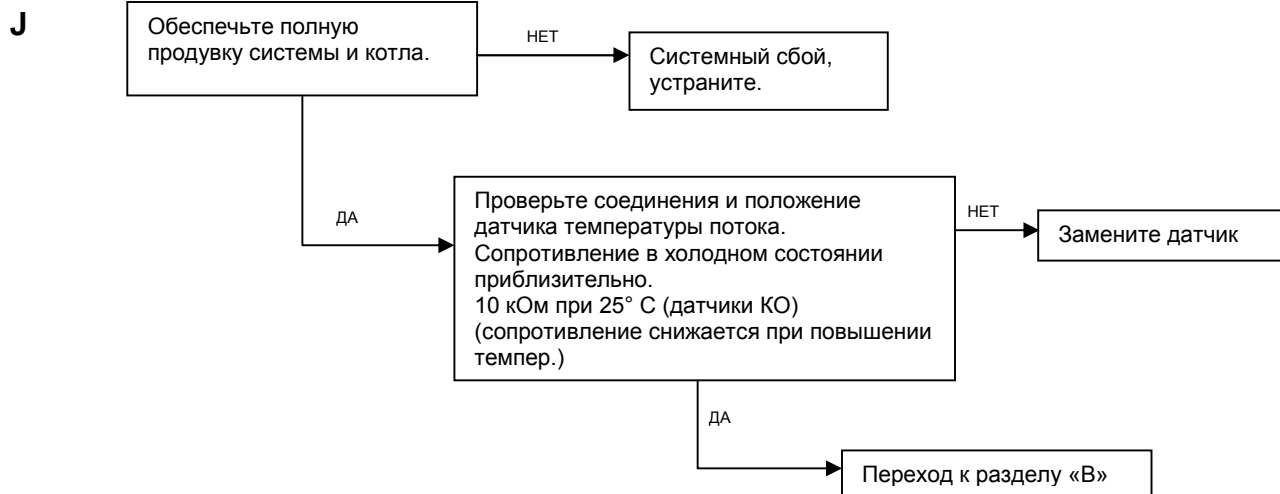 J
Обеспечьте полную
продувку системы и котла.
НЕТ
Системный сбой,
устраните.
ДА
Проверьте соединения и положение
датчика температуры потока.
Сопротивление в холодном состоянии
приблизительно.
10 кОм при 25° С (датчики КО)
(сопротивление снижается при повышении
темпер.)
НЕТ
Замените датчик
ДА
Переход к разделу «В»